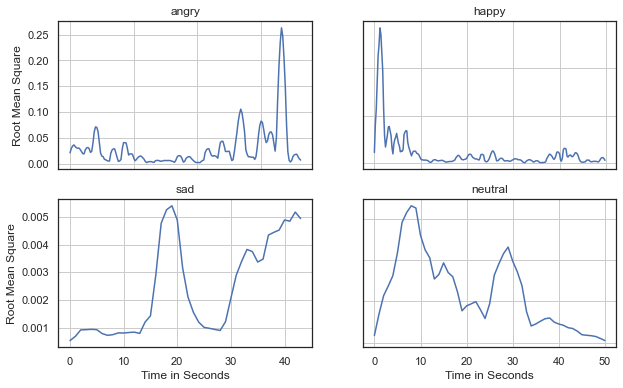 angry
happy
Root Mean Square
0.25
0.20
0.15
0.10
0.05
0.00
sad
neutral
Root Mean Square
0.005
0.004
0.003
0.002
0.001
0
10
20
30
40
0
10
20
30
40
50
Time in Seconds
Time in Seconds